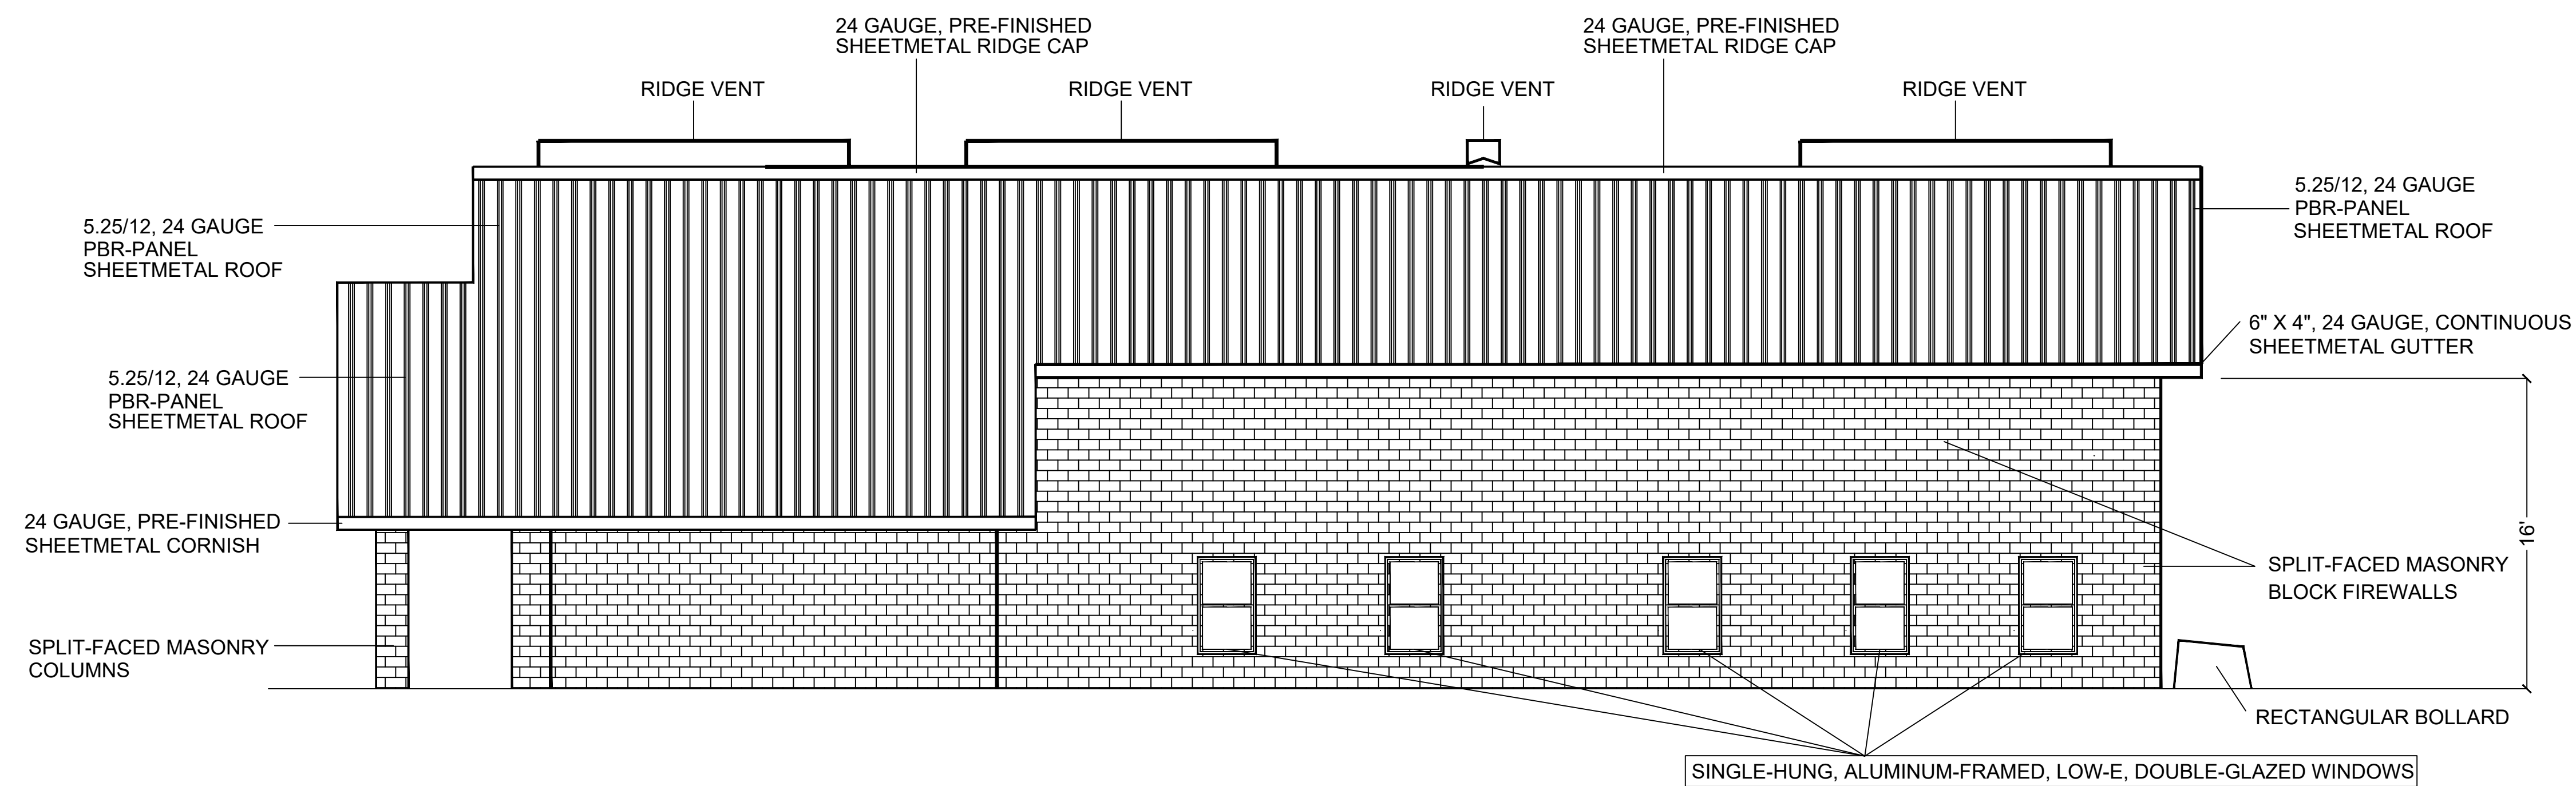 24 GAUGE, PRE-FINISHED
SHEETMETAL RIDGE CAP
24 GAUGE, PRE-FINISHED
SHEETMETAL RIDGE CAP
RIDGE VENT
RIDGE VENT
RIDGE VENT
RIDGE VENT
5.25/12, 24 GAUGE
PBR-PANEL
SHEETMETAL ROOF
5.25/12, 24 GAUGE
PBR-PANEL
SHEETMETAL ROOF
6" X 4", 24 GAUGE, CONTINUOUS
SHEETMETAL GUTTER
5.25/12, 24 GAUGE
PBR-PANEL
SHEETMETAL ROOF
24 GAUGE, PRE-FINISHED
SHEETMETAL CORNISH
16'
SPLIT-FACED MASONRY
BLOCK FIREWALLS
SPLIT-FACED MASONRY
COLUMNS
RECTANGULAR BOLLARD
SINGLE-HUNG, ALUMINUM-FRAMED, LOW-E, DOUBLE-GLAZED WINDOWS